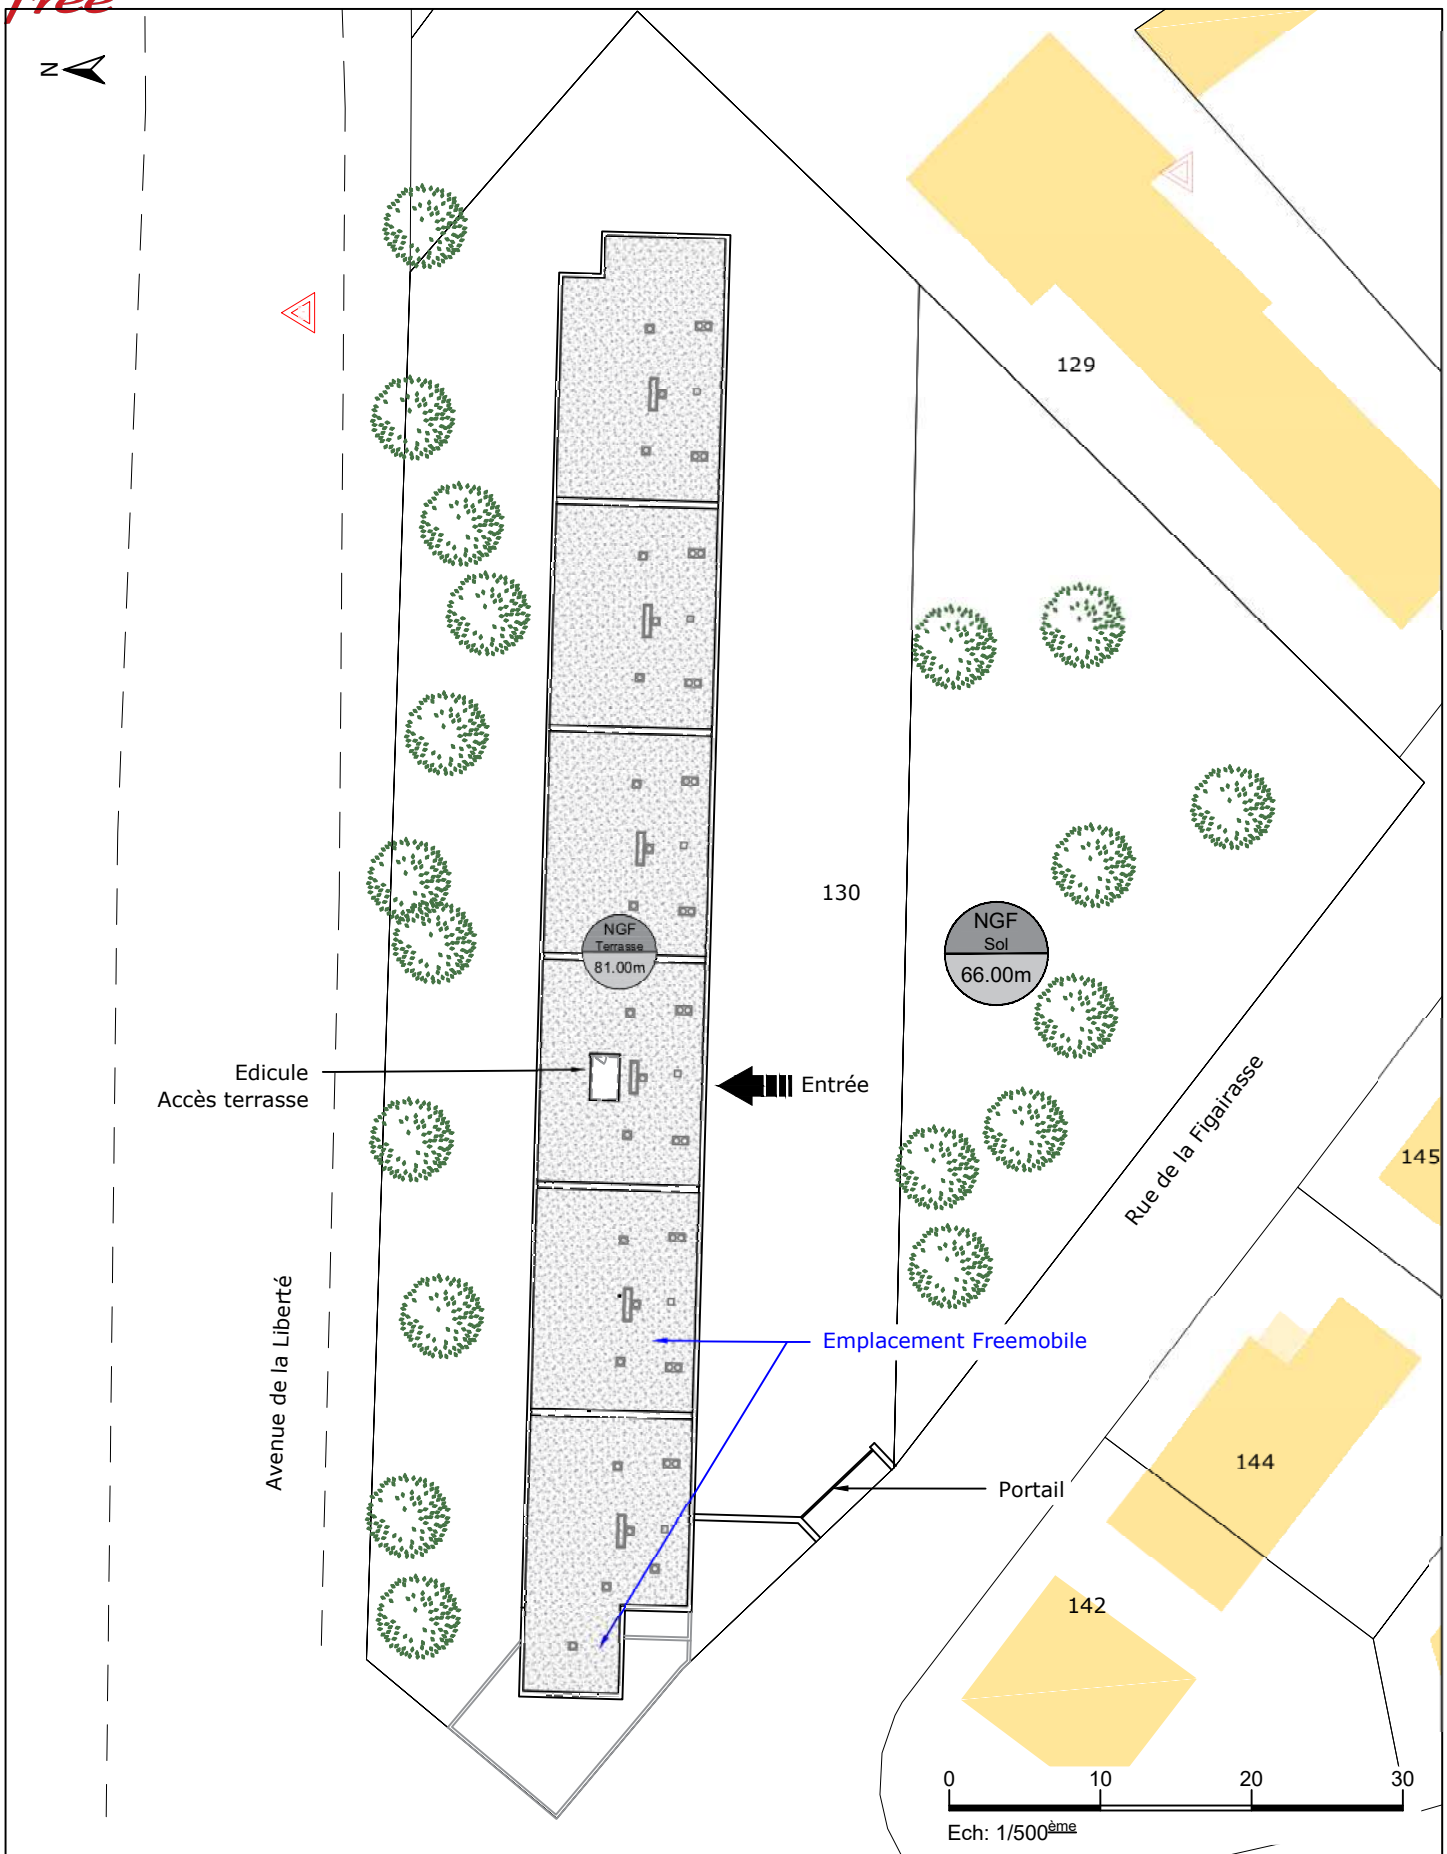 free
N
129
130
NGF
Terrasse
81.00m
NGF
Sol
66.00m
Edicule
Accès terrasse
Entrée
Rue de la Figairasse
145
Avenue de la Liberté
Emplacement Freemobile
144
Portail
142
0 10 20 30
Ech: 1/500ème